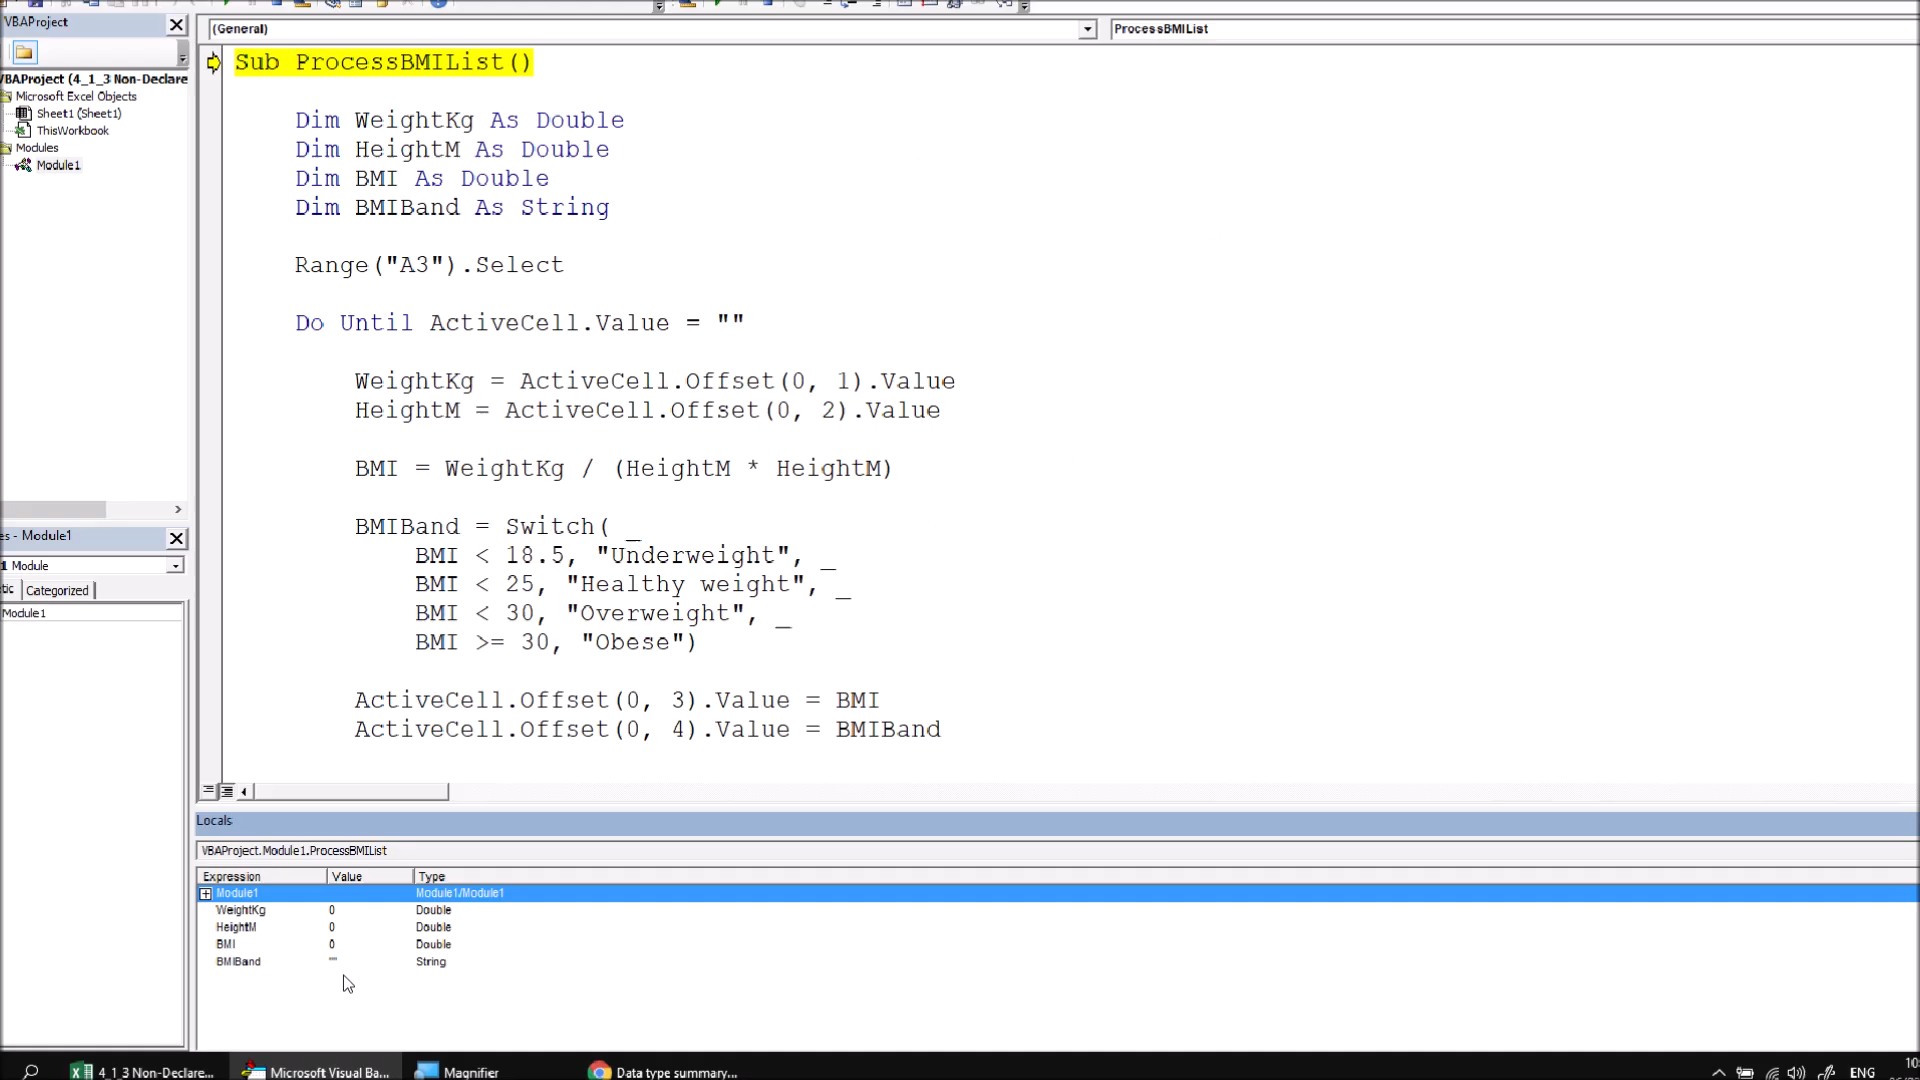 VBAProject
(General)
ProcessBMIList
VBAProject (4_1_3 Non-Declare
Microsoft Excel Objects
Sheet1 (Sheet1)
ThisWorkbook
Modules
Module1
es - Module1
1 Module
tic
Categorized
Module1
Sub ProcessBMIList()
Dim WeightKg As Double
Dim HeightM As Double
Dim BMI As Double
Dim BMIBand As String
Range("A3").Select
Do Until ActiveCell.Value = ""
WeightKg = ActiveCell.Offset(0, 1).Value
HeightM = ActiveCell.Offset(0, 2).Value
BMI = WeightKg / (HeightM * HeightM)
BMIBand = Switch( _
BMI < 18.5, "Underweight", _
BMI < 25, "Healthy weight", _
BMI < 30, "Overweight", _
BMI >= 30, "Obese")
ActiveCell.Offset(0, 3).Value = BMI
ActiveCell.Offset(0, 4).Value = BMIBand
Locals
VBAProject.Module1.ProcessBMIList
Expression Value Type
Module1 Module1/Module1
WeightKg 0 Double
HeightM 0 Double
BMI 0 Double
BMIBand "" String
4_1_3 Non-Declare...
Microsoft Visual Ba...
Magnifier
Data type summary...
ENG